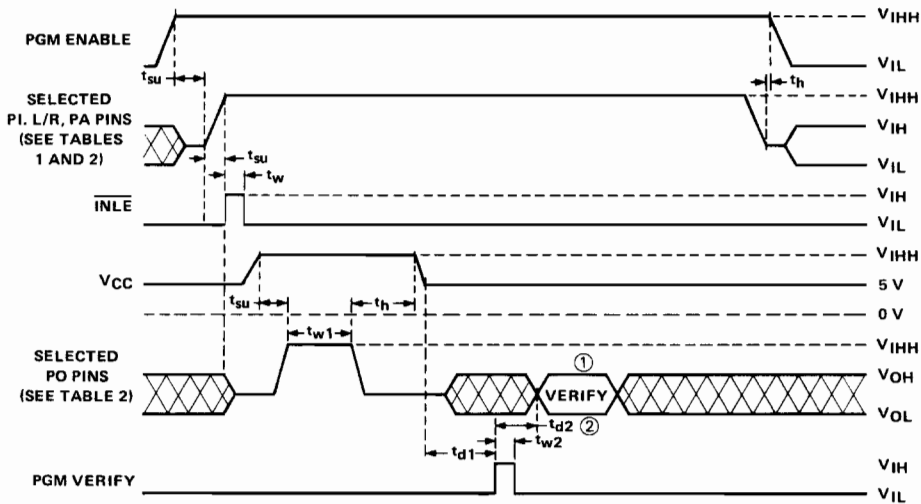 PGM ENABLE
VIHH
VIL
tsu
th
SELECTED
PI. L/R, PA PINS
(SEE TABLES
1 AND 2)
VIHH
VIH
VIL
tsu
tw
INLE
VIH
VIL
VCC
VIHH
5 V
0 V
tsu
th
tw1
SELECTED
PO PINS
(SEE TABLE 2)
VIHH
VOH
VOL
①
VERIFY
td2 ②
td1
tw2
PGM VERIFY
VIH
VIL